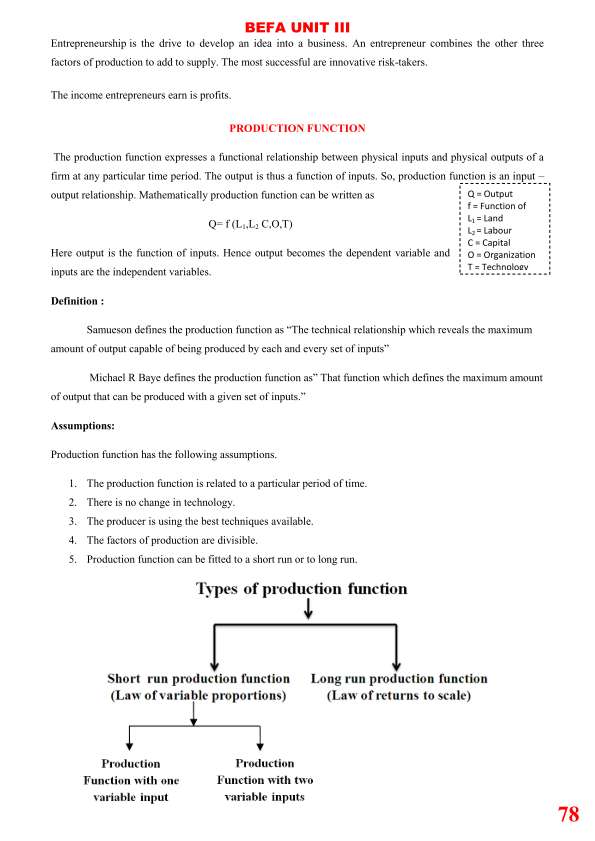 BEFA UNIT III
Entrepreneurship is the drive to develop an idea into a business. An entrepreneur combines the other three
factors of production to add to supply. The most successful are innovative risk-takers.
The income entrepreneurs earn is profits.
PRODUCTION FUNCTION
The production function expresses a functional relationship between physical inputs and physical outputs of a
firm at any particular time period. The output is thus a function of inputs. So, production function is an input –
output relationship. Mathematically production function can be written as
Q= f (L₁,L₂ C,O,T)
Here output is the function of inputs. Hence output becomes the dependent variable and
inputs are the independent variables.
Q = Output
f = Function of
L₁ = Land
L₂ = Labour
C = Capital
O = Organization
T = Technology
Definition :
Samueson defines the production function as “The technical relationship which reveals the maximum
amount of output capable of being produced by each and every set of inputs”
Michael R Baye defines the production function as” That function which defines the maximum amount
of output that can be produced with a given set of inputs.”
Assumptions:
Production function has the following assumptions.
1. The production function is related to a particular period of time.
2. There is no change in technology.
3. The producer is using the best techniques available.
4. The factors of production are divisible.
5. Production function can be fitted to a short run or to long run.
Types of production function
Short run production function
(Law of variable proportions)
Long run production function
(Law of returns to scale)
Production
Function with one
variable input
Production
Function with two
variable inputs
78